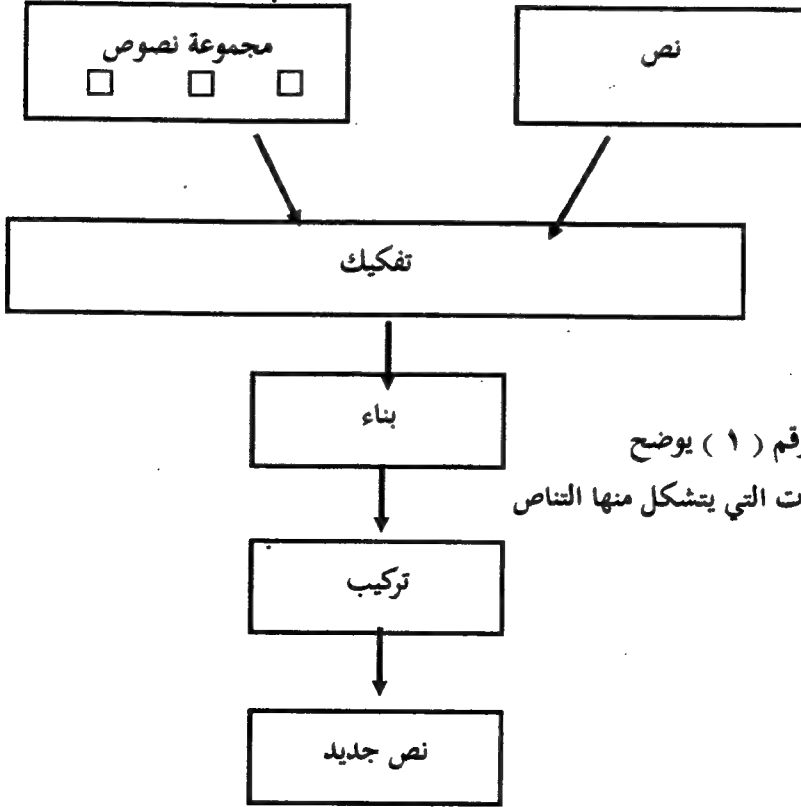 نص
مجموعة نصوص
تفكيك
بناء
رقم ( ١ ) يوضح
التي يتشكل منها التناص
تركيب
نص جديد